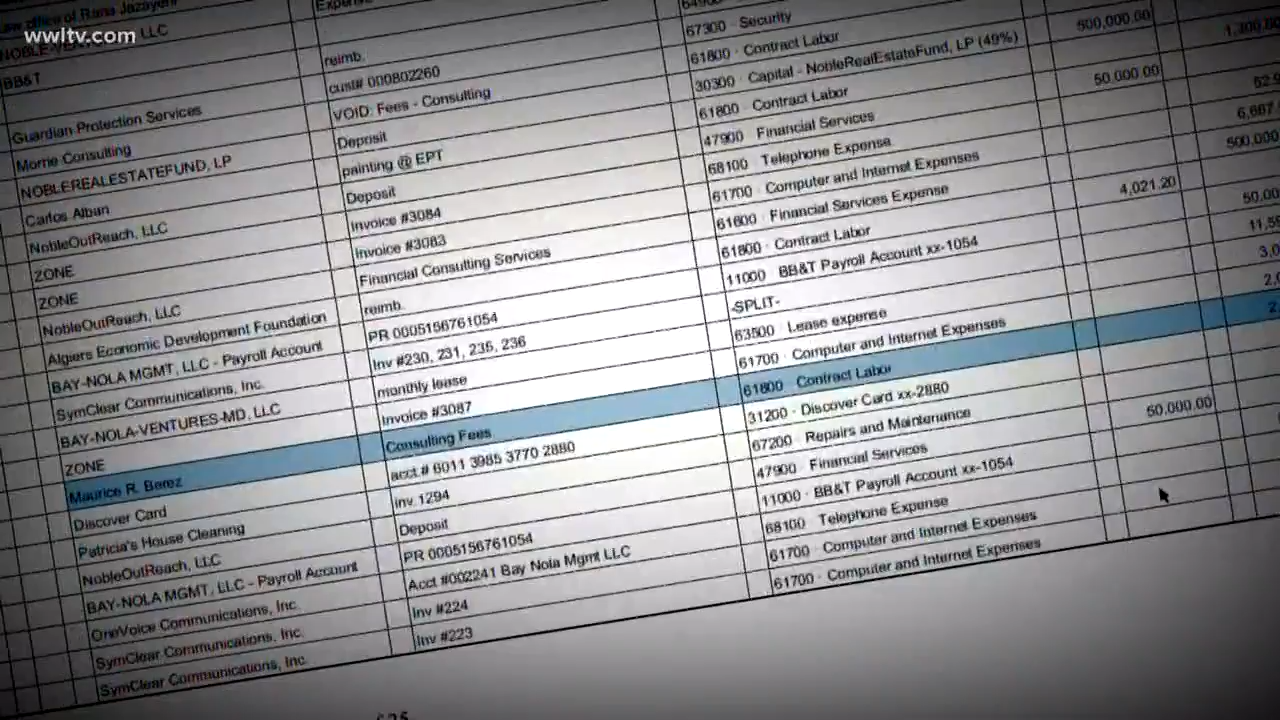 wwltv.com
Law office of Rana Jazayeri
LLC
BB&T reimb.
Guardian Protection Services cust# 000802260 67300 · Security
Morrie Consulting VOID: Fees - Consulting 61800 · Contract Labor
NOBLEREALESTATEFUND, LP Deposit 30300 · Capital - NobleRealEstateFund, LP (49%) 500,000.00
Carlos Alban painting @ EPT 61800 · Contract Labor
NobleOutReach, LLC Deposit 47900 · Financial Services 50,000.00
ZONE Invoice #3084 68100 · Telephone Expense
ZONE Invoice #3083 61700 · Computer and Internet Expenses
NobleOutReach, LLC Financial Consulting Services 61600 · Financial Services Expense
Algiers Economic Development Foundation reimb. 61800 · Contract Labor 4,021.20
BAY-NOLA MGMT, LLC - Payroll Account PR 0005156761054 11000 · BB&T Payroll Account xx-1054
SymClear Communications, Inc. Inv #230, 231, 235, 236 -SPLIT-
BAY-NOLA-VENTURES-MD, LLC monthly lease 63500 · Lease expense
ZONE Invoice #3087 61700 · Computer and Internet Expenses
Maurice R. Berez Consulting Fees 61800 · Contract Labor
Discover Card acct # 6011 3985 3770 2880 31200 · Discover Card xx-2880
Patricia's House Cleaning inv 1294 67200 · Repairs and Maintenance
NobleOutReach, LLC Deposit 47900 · Financial Services 50,000.00
BAY-NOLA MGMT, LLC - Payroll Account PR 0005156761054 11000 · BB&T Payroll Account xx-1054
OneVoice Communications, Inc. Acct #002241 Bay Nola Mgmt LLC 68100 · Telephone Expense
SymClear Communications, Inc. Inv #224 61700 · Computer and Internet Expenses
SymClear Communications, Inc. Inv #223 61700 · Computer and Internet Expenses